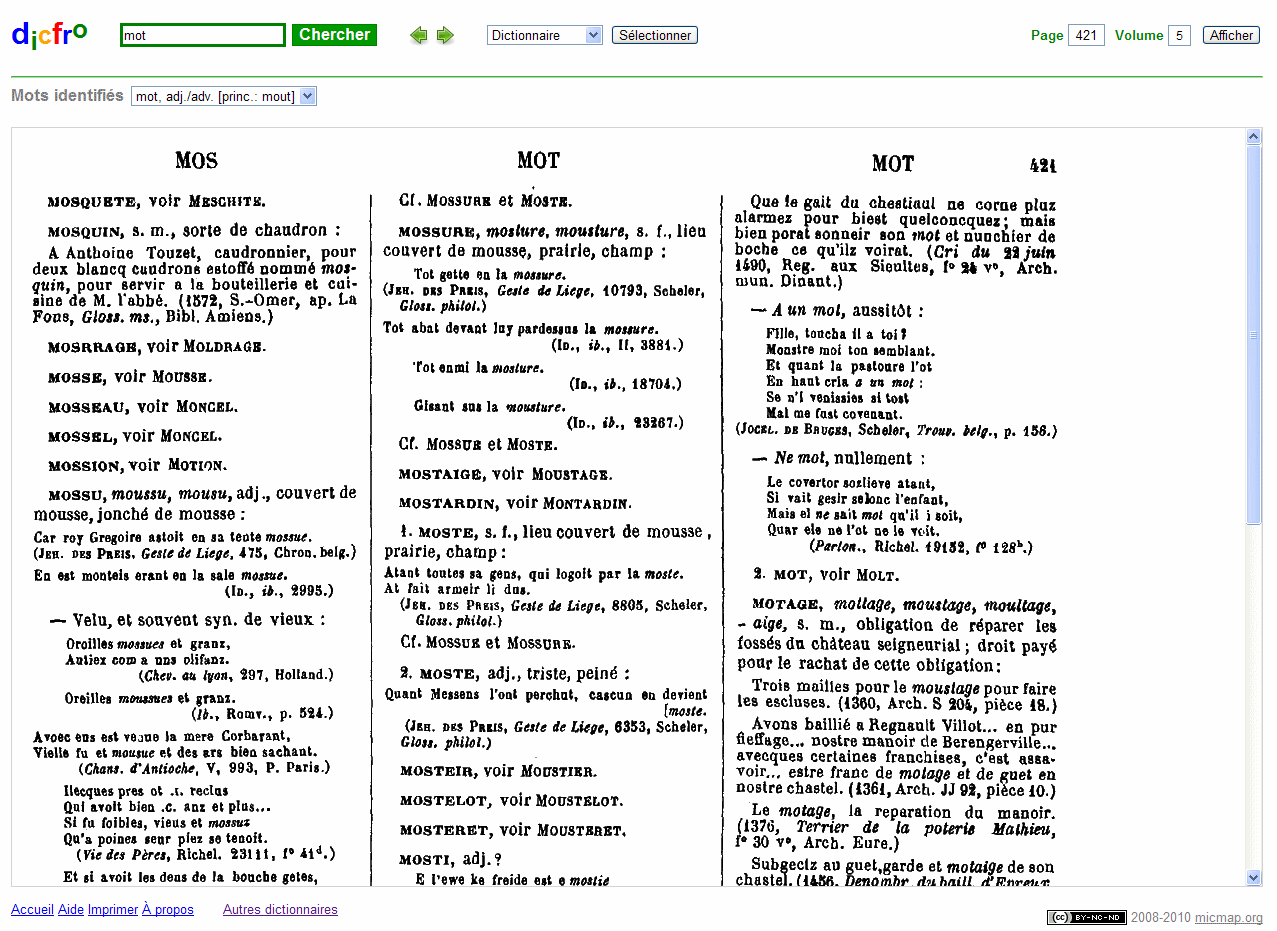 dicfro
mot
Chercher
Dictionnaire
Sélectionner
Page 421 Volume 5 Afficher
Mots identifiés mot, adj./adv. [princ.: mout]
MOS
MOSQUETE, voir MESCHITE.
MOSQUIN, s. m., sorte de chaudron :
A Anthoine Touzet, caudronnier, pour
deux blancq caudrons estoffé nommé mos-
quin, pour servir a la bouteillerie et cui-
sine de M. l'abbé. (1572, S.-Omer, ap. La
Fons, Gloss. ms., Bibl. Amiens.)
MOSRRAGE, voir MOLDRAGE.
MOSSE, voir MOUSSE.
MOSSEAU, voir MONCEL.
MOSSEL, voir MONCEL.
MOSSION, voir MOTION.
MOSSU, moussu, mousu, adj., couvert de
mousse, jonché de mousse :
Car roy Gregoire astoit en sa tente mossue.
(JEH. DES PREIS, Geste de Liege, 475, Chron. belg.)
En est monteis erant en la sale mossue.
(ID., ib., 2995.)
— Velu, et souvent syn. de vieux :
Oroilles mossues et granz,
Autiex com a uns olifanz.
(Chev. au lyon, 297, Holland.)
Oreilles moussues et granz.
(Ib., Romv., p. 524.)
Avoec eus est venue la mere Corbarant,
Vielle fu et mousue et des ars bien sachant.
(Chans. d'Antioche, V, 993, P. Paris.)
Ilecques pres ot .I. reclus
Qui avoit bien .C. anz et plus...
Si fu foibles, vieus et mossuz
Qu'a poines seur piez se tenoit.
(Vie des Pères, Richel. 23111, f° 41d.)
Et si avoit les dens de la bouche getes,
MOT
Cf. MOSSURE et MOSTE.
MOSSURE, mosture, mousture, s. f., lieu
couvert de mousse, prairie, champ :
Tot gette en la mossure.
(JEH. DES PREIS, Geste de Liege, 10793, Scheler,
Gloss. philol.)
Tot abat devant luy pardessus la mossure.
(ID., ib., II, 3881.)
Tot enmi la mosture.
(ID., ib., 18704.)
Gisant sus la mousture.
(ID., ib., 23267.)
Cf. MOSSUR et MOSTE.
MOSTAIGE, voir MOUSTAGE.
MOSTARDIN, voir MONTARDIN.
1. MOSTE, s. f., lieu couvert de mousse,
prairie, champ :
Atant toutes sa gens, qui logoit par la moste.
At fait armeir li dus.
(JEH. DES PREIS, Geste de Liege, 8805, Scheler,
Gloss. philol.)
Cf. MOSSUR et MOSSURE.
2. MOSTE, adj., triste, peiné :
Quant Messens l'ont perchut, cascun en devient
[moste.
(JEH. DES PREIS, Geste de Liege, 6353, Scheler,
Gloss. philol.)
MOSTEIR, voir MOUSTIER.
MOSTELOT, voir MOUSTELOT.
MOSTERET, voir MOUSTERET.
MOSTI, adj.?
E l'ewe ke freide est e mostie
MOT 421
Que le gait du chestiaul ne corne pluz
alarmez pour biest quelconcquez; mais
bien porat sonneir son mot et nunchier de
boche ce qu'ilz voirat. (Cri du 22 juin
1490, Reg. aux Sieultes, f° 24 v°, Arch.
mun. Dinant.)
— A un mot, aussitôt :
Fille, toucha il a toi?
Monstre moi ton semblant.
Et quant la pastoure l'ot
En haut cria a un mot :
Se n'i venissies si tost
Mal me fust covenant.
(JOCEL. DE BRUGES, Scheler, Trouv. belg., p. 156.)
— Ne mot, nullement :
Le covertor sozlieve atant,
Si vait gesir selonc l'enfant,
Mais el ne sait mot qu'il i soit,
Quar ele ne l'ot ne le voit.
(Parton., Richel. 19152, f° 128b.)
2. MOT, voir MOLT.
MOTAGE, mottage, moustage, moultage,
- aige, s. m., obligation de réparer les
fossés du château seigneurial ; droit payé
pour le rachat de cette obligation:
Trois mailles pour le moustage pour faire
les escluses. (1360, Arch. S 204, pièce 18.)
Avons baillié a Regnault Villot... en pur
fieffage... nostre manoir de Berengerville...
avecques certaines franchises, c'est assa-
voir... estre franc de motage et de guet en
nostre chastel. (1361, Arch. JJ 92, pièce 10.)
Le motage, la reparation du manoir.
(1376, Terrier de la poterie Mathieu,
f° 30 v°, Arch. Eure.)
Subgeciz au guet, garde et motaige de son
chastel. (1456, Denombr. du baill. d'Evreux,
Accueil Aide Imprimer À propos Autres dictionnaires
(cc) BY-NC-ND 2008-2010 micmap.org